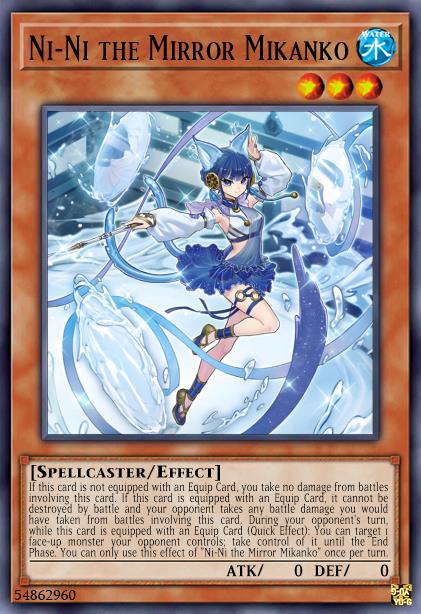 Ni-Ni the Mirror Mikanko
WATER
水
[Spellcaster/Effect]
If this card is not equipped with an Equip Card, you take no damage from battles
involving this card. If this card is equipped with an Equip Card, it cannot be
destroyed by battle and your opponent takes any battle damage you would
have taken from battles involving this card. During your opponent's turn,
while this card is equipped with an Equip Card (Quick Effect): You can target 1
face-up monster your opponent controls; take control of it until the End
Phase. You can only use this effect of "Ni-Ni the Mirror Mikanko" once per turn.
ATK/ 0 DEF/ 0
54862960